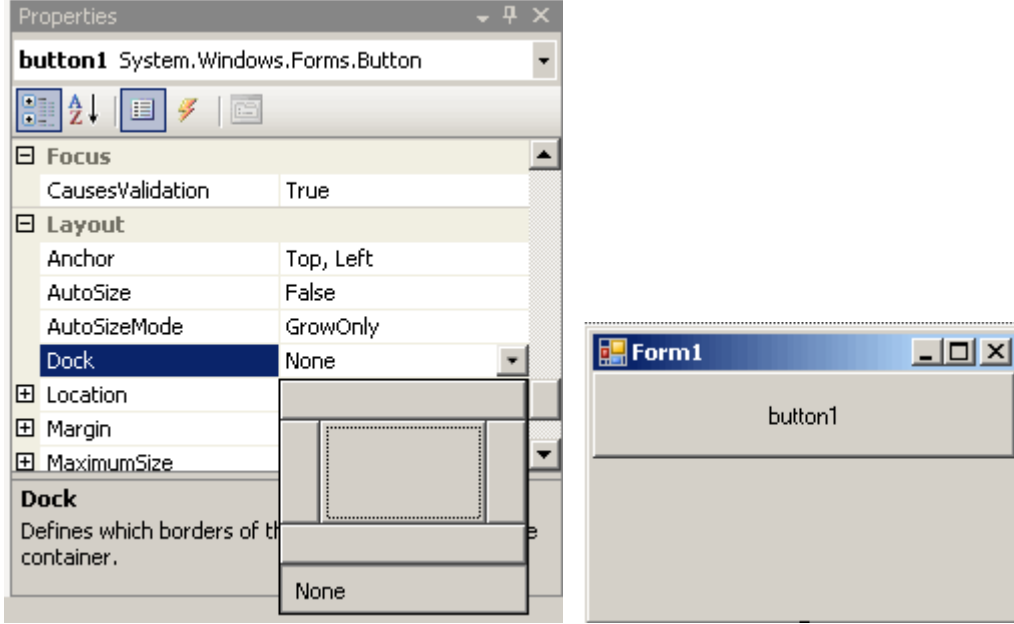 Properties
button1 System.Windows.Forms.Button
Focus
CausesValidation True
Layout
Anchor Top, Left
AutoSize False
AutoSizeMode GrowOnly
Dock None
Location
Margin
MaximumSize
None
Dock
Defines which borders of
container.
Form1
button1